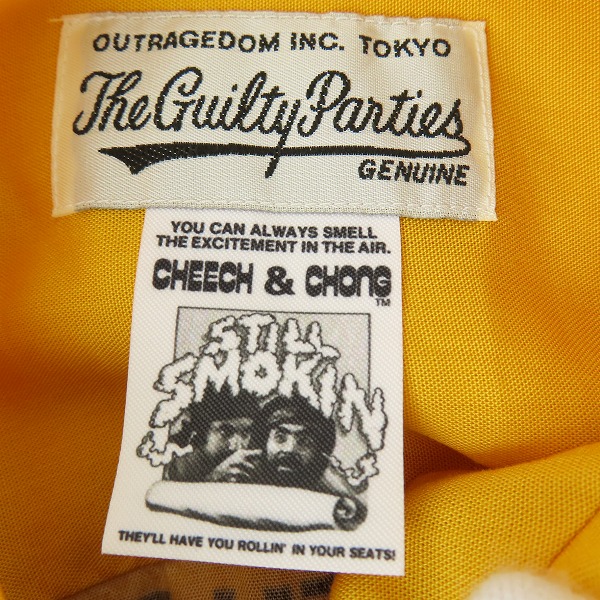 OUTRAGEDOM INC. TOKYO
The Guilty Parties
GENUINE
YOU CAN ALWAYS SMELL
THE EXCITEMENT IN THE AIR.
CHEECH & CHONG
TM
STILL
SMOKIN
THEY'LL HAVE YOU ROLLIN' IN YOUR SEATS!